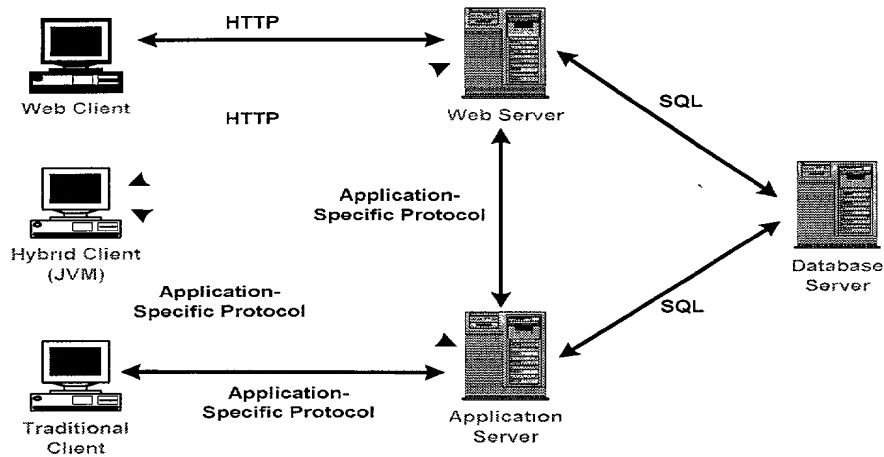 HTTP
Web Client
Web Server
SQL
HTTP
Application-
Specific Protocol
Hybrid Client
(JVM)
Database
Server
Application-
Specific Protocol
SQL
Application-
Specific Protocol
Traditional
Client
Application
Server